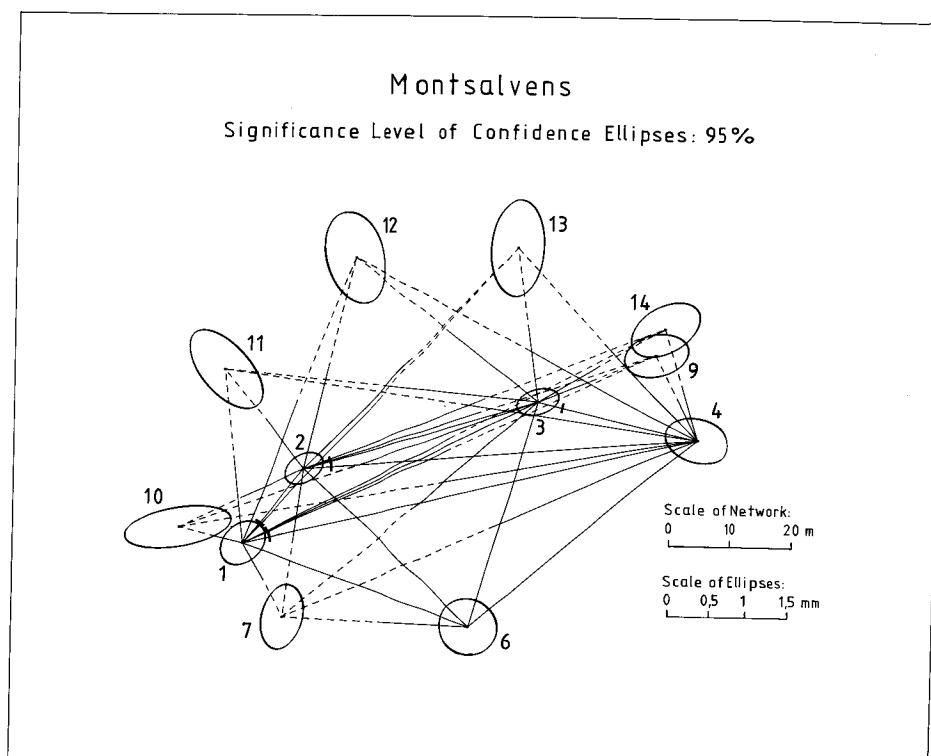 Montsalvens
Significance Level of Confidence Ellipses: 95%
12
13
14
11
9
3
4
2
10
Scale of Network:
0 10 20 m
1
Scale of Ellipses:
0 0,5 1 1,5 mm
7
6